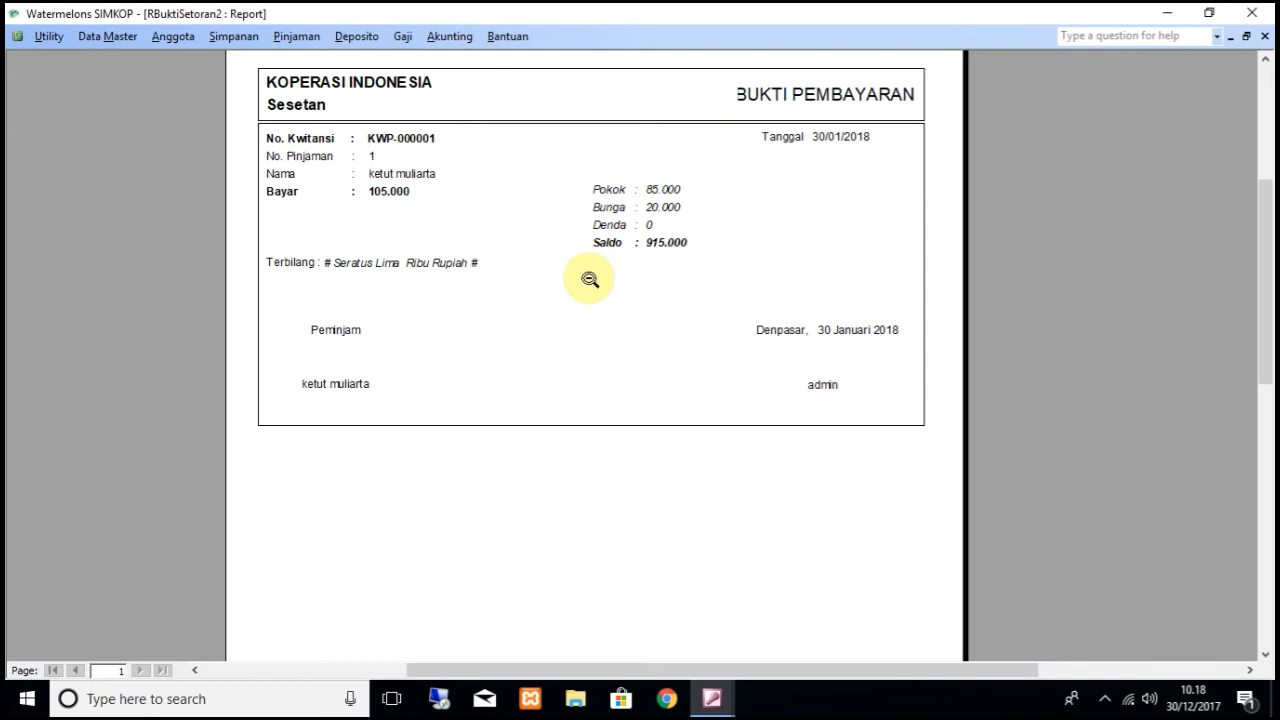 Watermelons SIMKOP - [RBuktiSetoran2 : Report]
Utility Data Master Anggota Simpanan Pinjaman Deposito Gaji Akunting Bantuan Type a question for help
KOPERASI INDONESIA
Sesetan
BUKTI PEMBAYARAN
No. Kwitansi : KWP-000001
Tanggal 30/01/2018
No. Pinjaman : 1
Nama : ketut muliarta
Bayar : 105.000
Pokok : 85.000
Bunga : 20.000
Denda : 0
Saldo : 915.000
Terbilang : # Seratus Lima Ribu Rupiah #
Peminjam
Denpasar, 30 Januari 2018
ketut muliarta
admin
Page: 1
Type here to search
10.18
30/12/2017
1